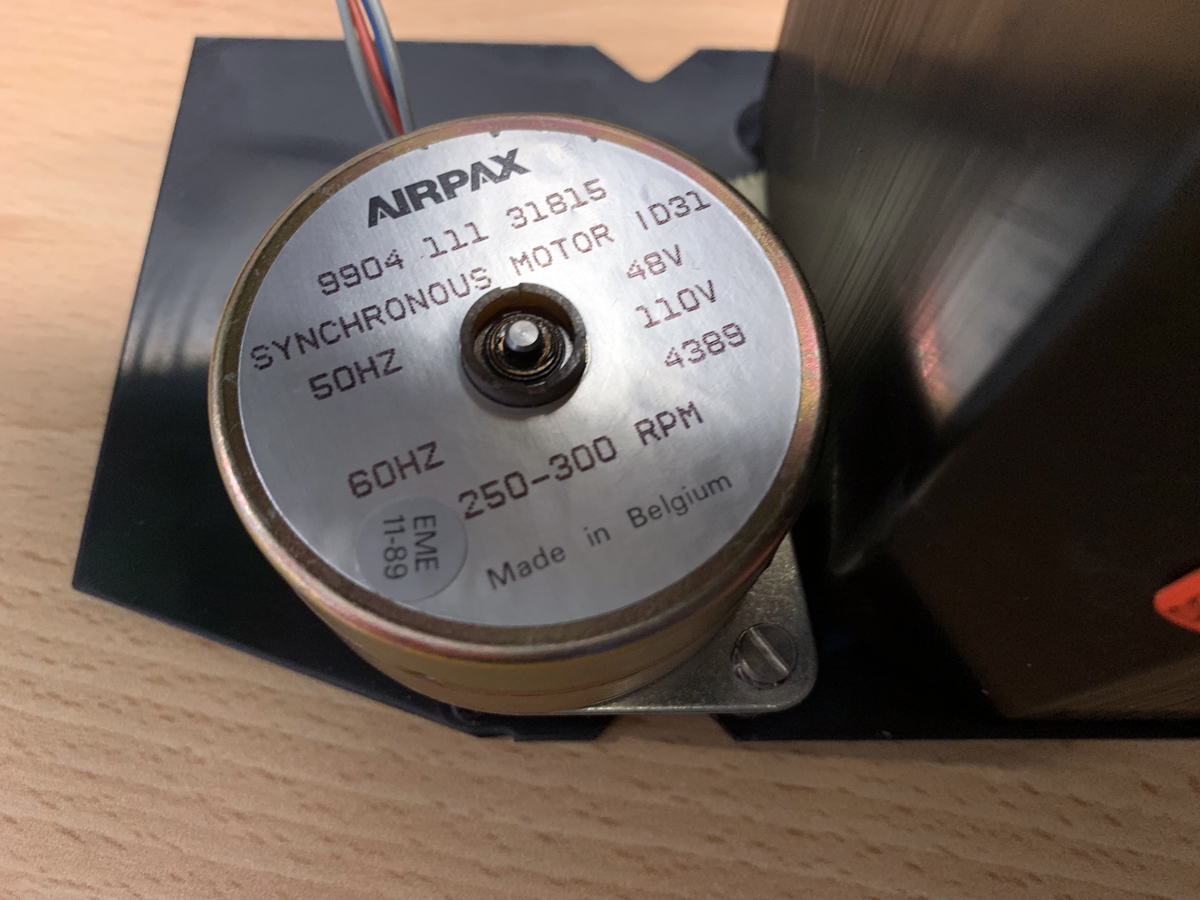 AIRPAX
9904 111 31815
SYNCHRONOUS MOTOR ID31
50HZ 48V
110V
4389
60HZ
250-300 RPM
Made in Belgium
EME
11-89